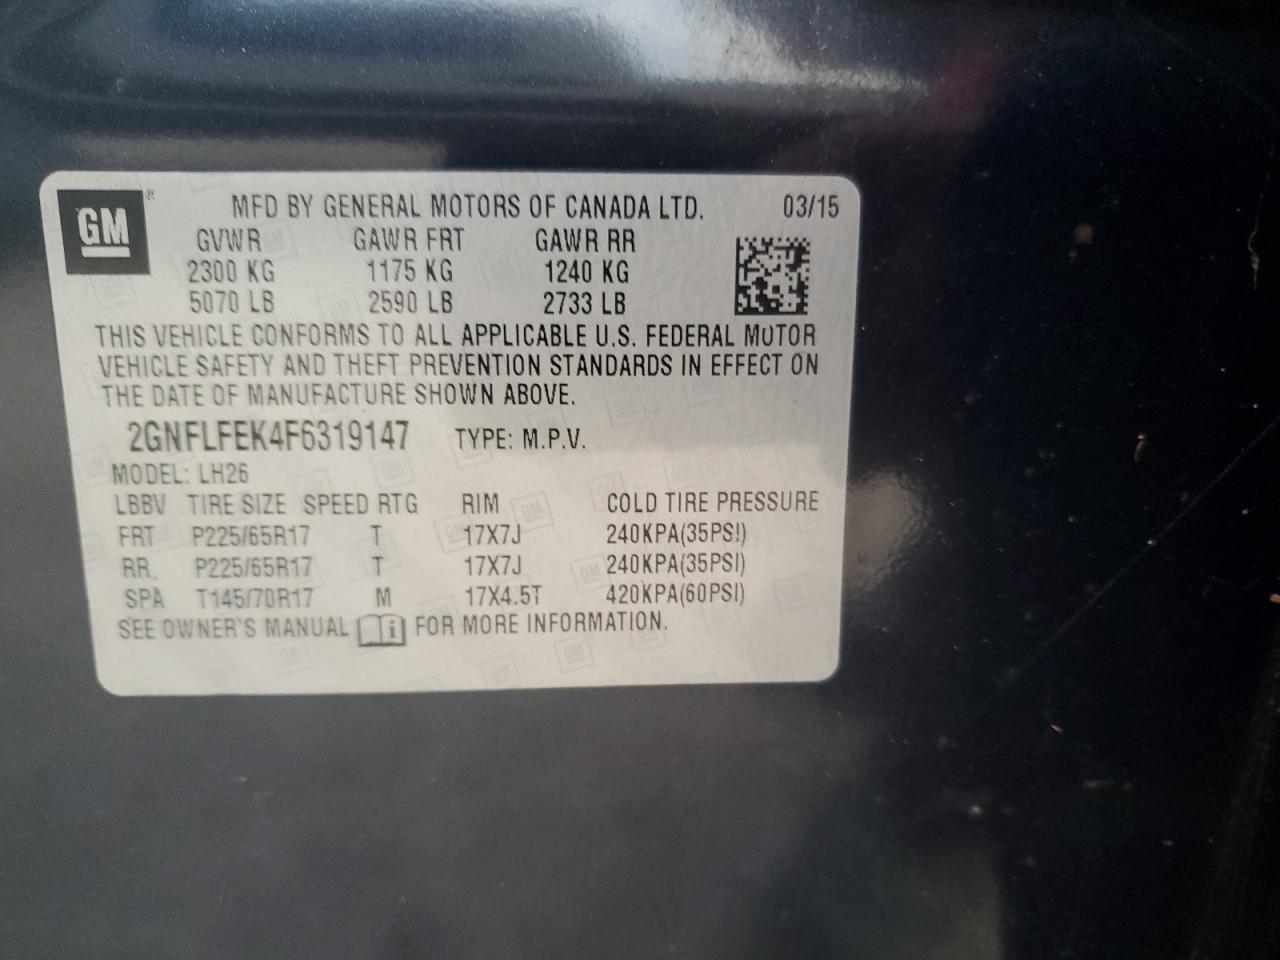 GM ® MFD BY GENERAL MOTORS OF CANADA LTD. 03/15
GVWR GAWR FRT GAWR RR
2300 KG 1175 KG 1240 KG
5070 LB 2590 LB 2733 LB
THIS VEHICLE CONFORMS TO ALL APPLICABLE U.S. FEDERAL MOTOR
VEHICLE SAFETY AND THEFT PREVENTION STANDARDS IN EFFECT ON
THE DATE OF MANUFACTURE SHOWN ABOVE.
2GNFLFEK4F6319147 TYPE: M.P.V.
MODEL: LH26
LBBV TIRE SIZE SPEED RTG RIM COLD TIRE PRESSURE
FRT P225/65R17 T 17X7J 240KPA(35PSI)
RR. P225/65R17 T 17X7J 240KPA(35PSI)
SPA T145/70R17 M 17X4.5T 420KPA(60PSI)
SEE OWNER'S MANUAL i FOR MORE INFORMATION.